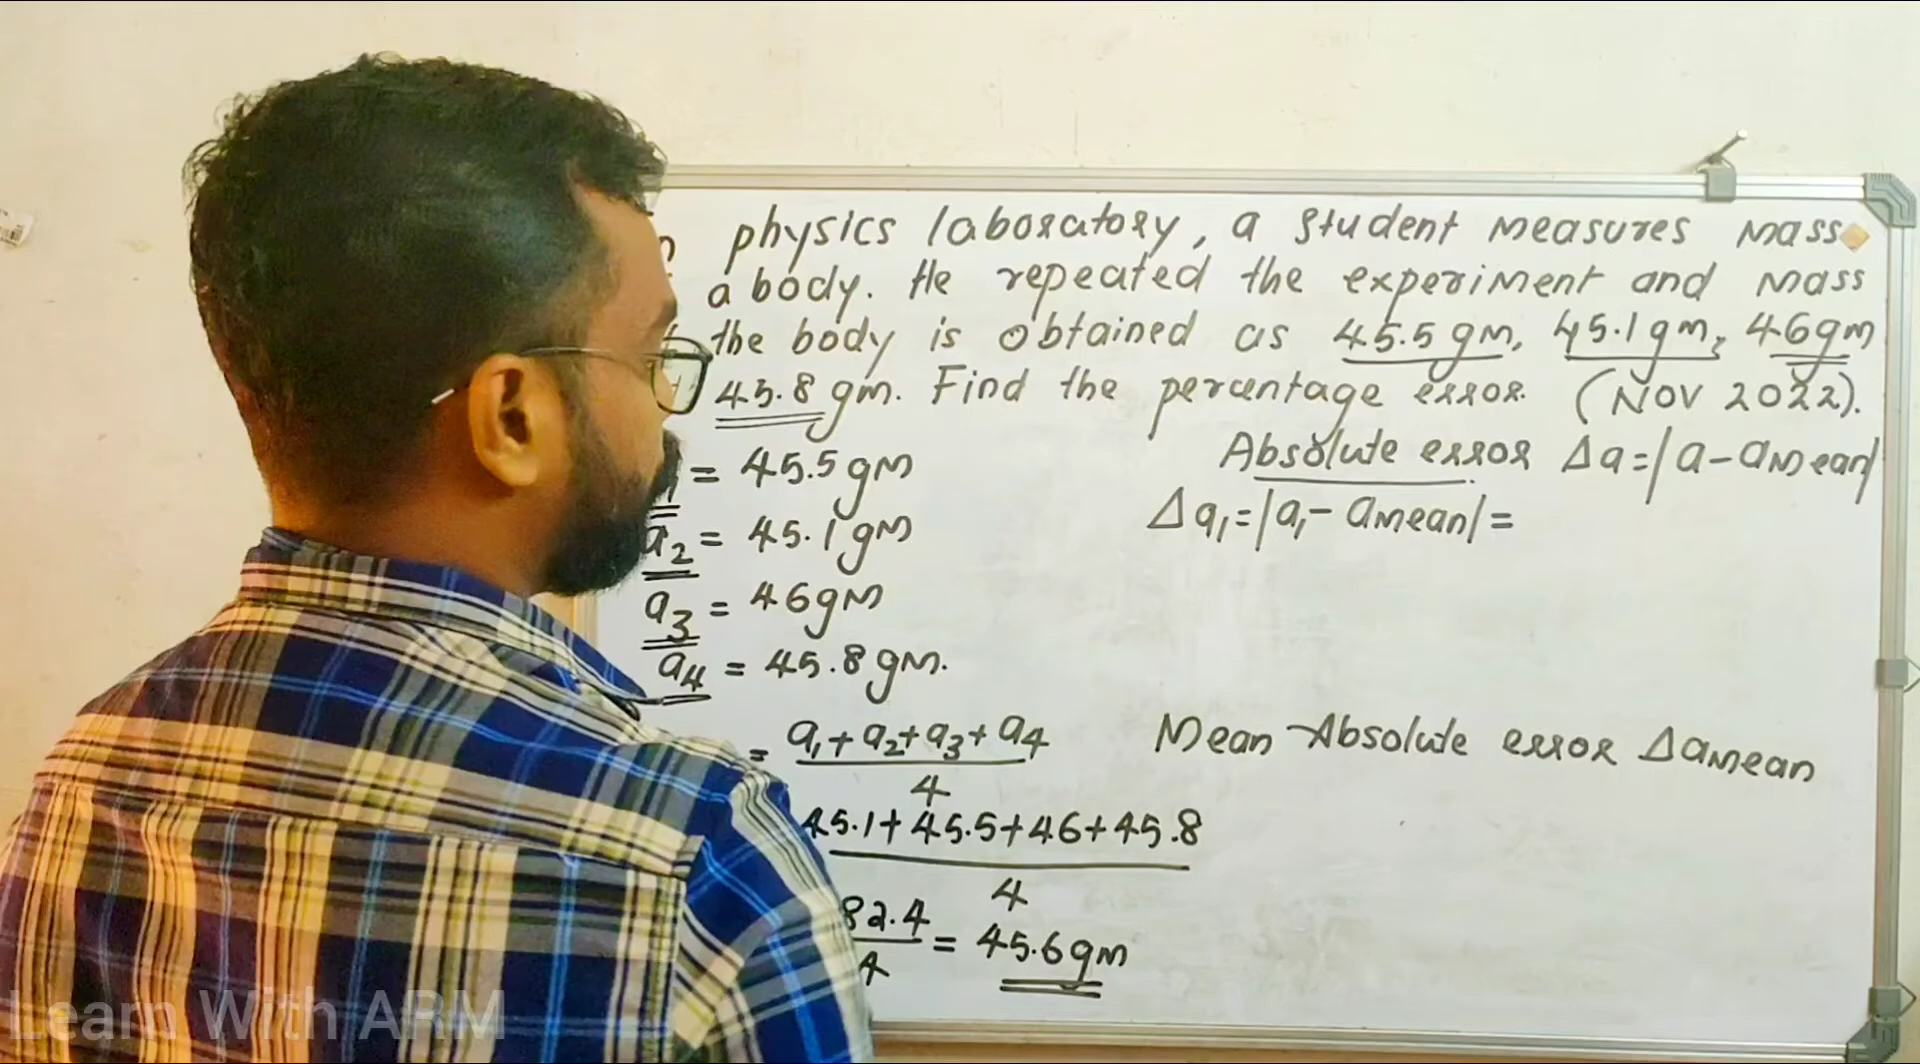 physics laboratory, a student measures mass
a body. He repeated the experiment and mass
the body is obtained as 45.5 gm, 45.1 gm, 46 gm
45.8 gm. Find the percentage error. (NOV 2022).
= 45.5 gm
a2 = 45.1 gm
a3 = 46 gm
a4 = 45.8 gm.
= a1 + a2 + a3 + a4
4
45.1 + 45.5 + 46 + 45.8
4
82.4
4
= 45.6 gm
Absolute error Δa = |a - amean|
Δa1 = |a1 - amean| =
Mean Absolute error Δamean
Learn With ARM